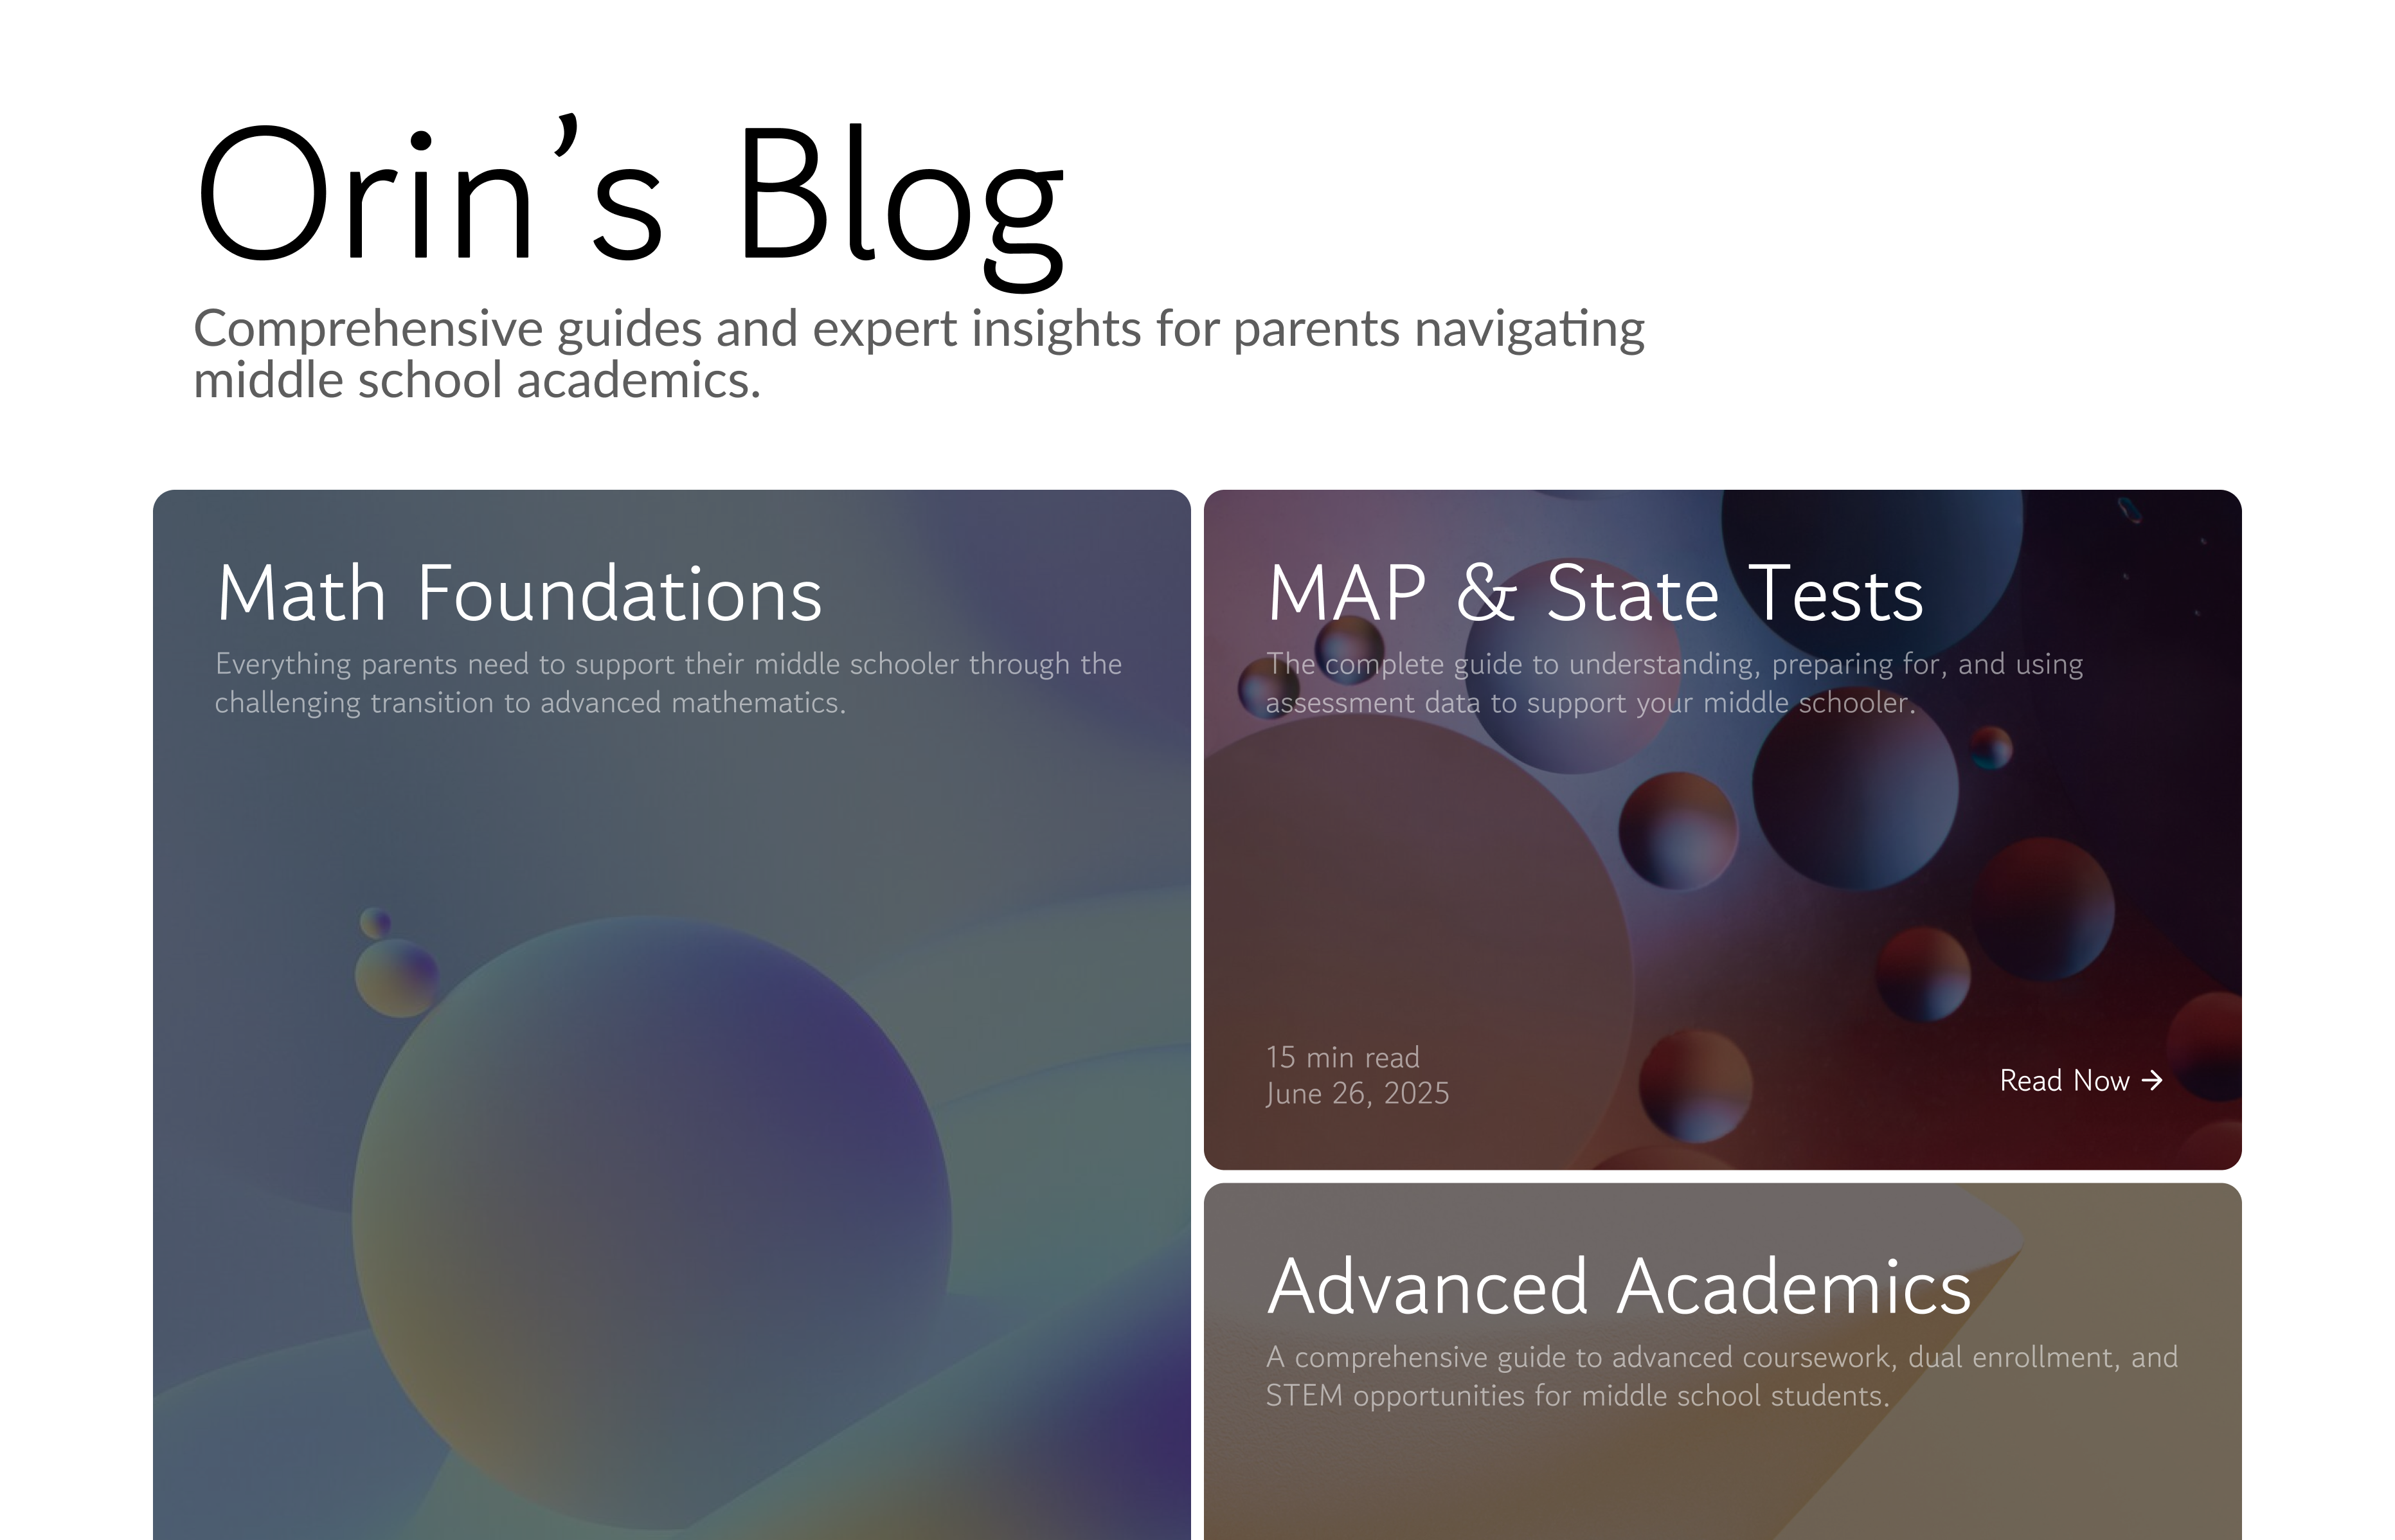 Orin’s Blog
Comprehensive guides and expert insights for parents navigating
middle school academics.
Math Foundations
Everything parents need to support their middle schooler through the
challenging transition to advanced mathematics.
MAP & State Tests
The complete guide to understanding, preparing for, and using
assessment data to support your middle schooler.
15 min read
June 26, 2025
Read Now →
Advanced Academics
A comprehensive guide to advanced coursework, dual enrollment, and
STEM opportunities for middle school students.